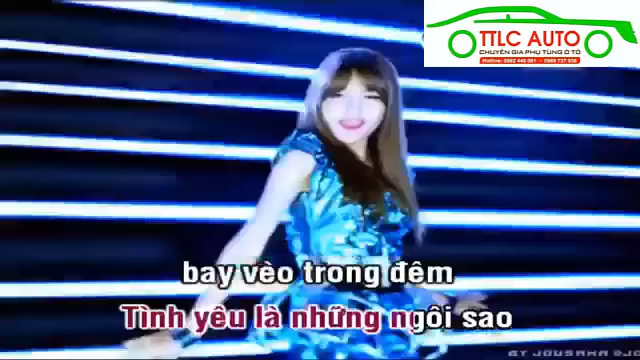 TTLC AUTO
CHUYÊN GIA PHỤ TÙNG Ô TÔ
bay vèo trong đêm
Tình yêu là những ngôi sao